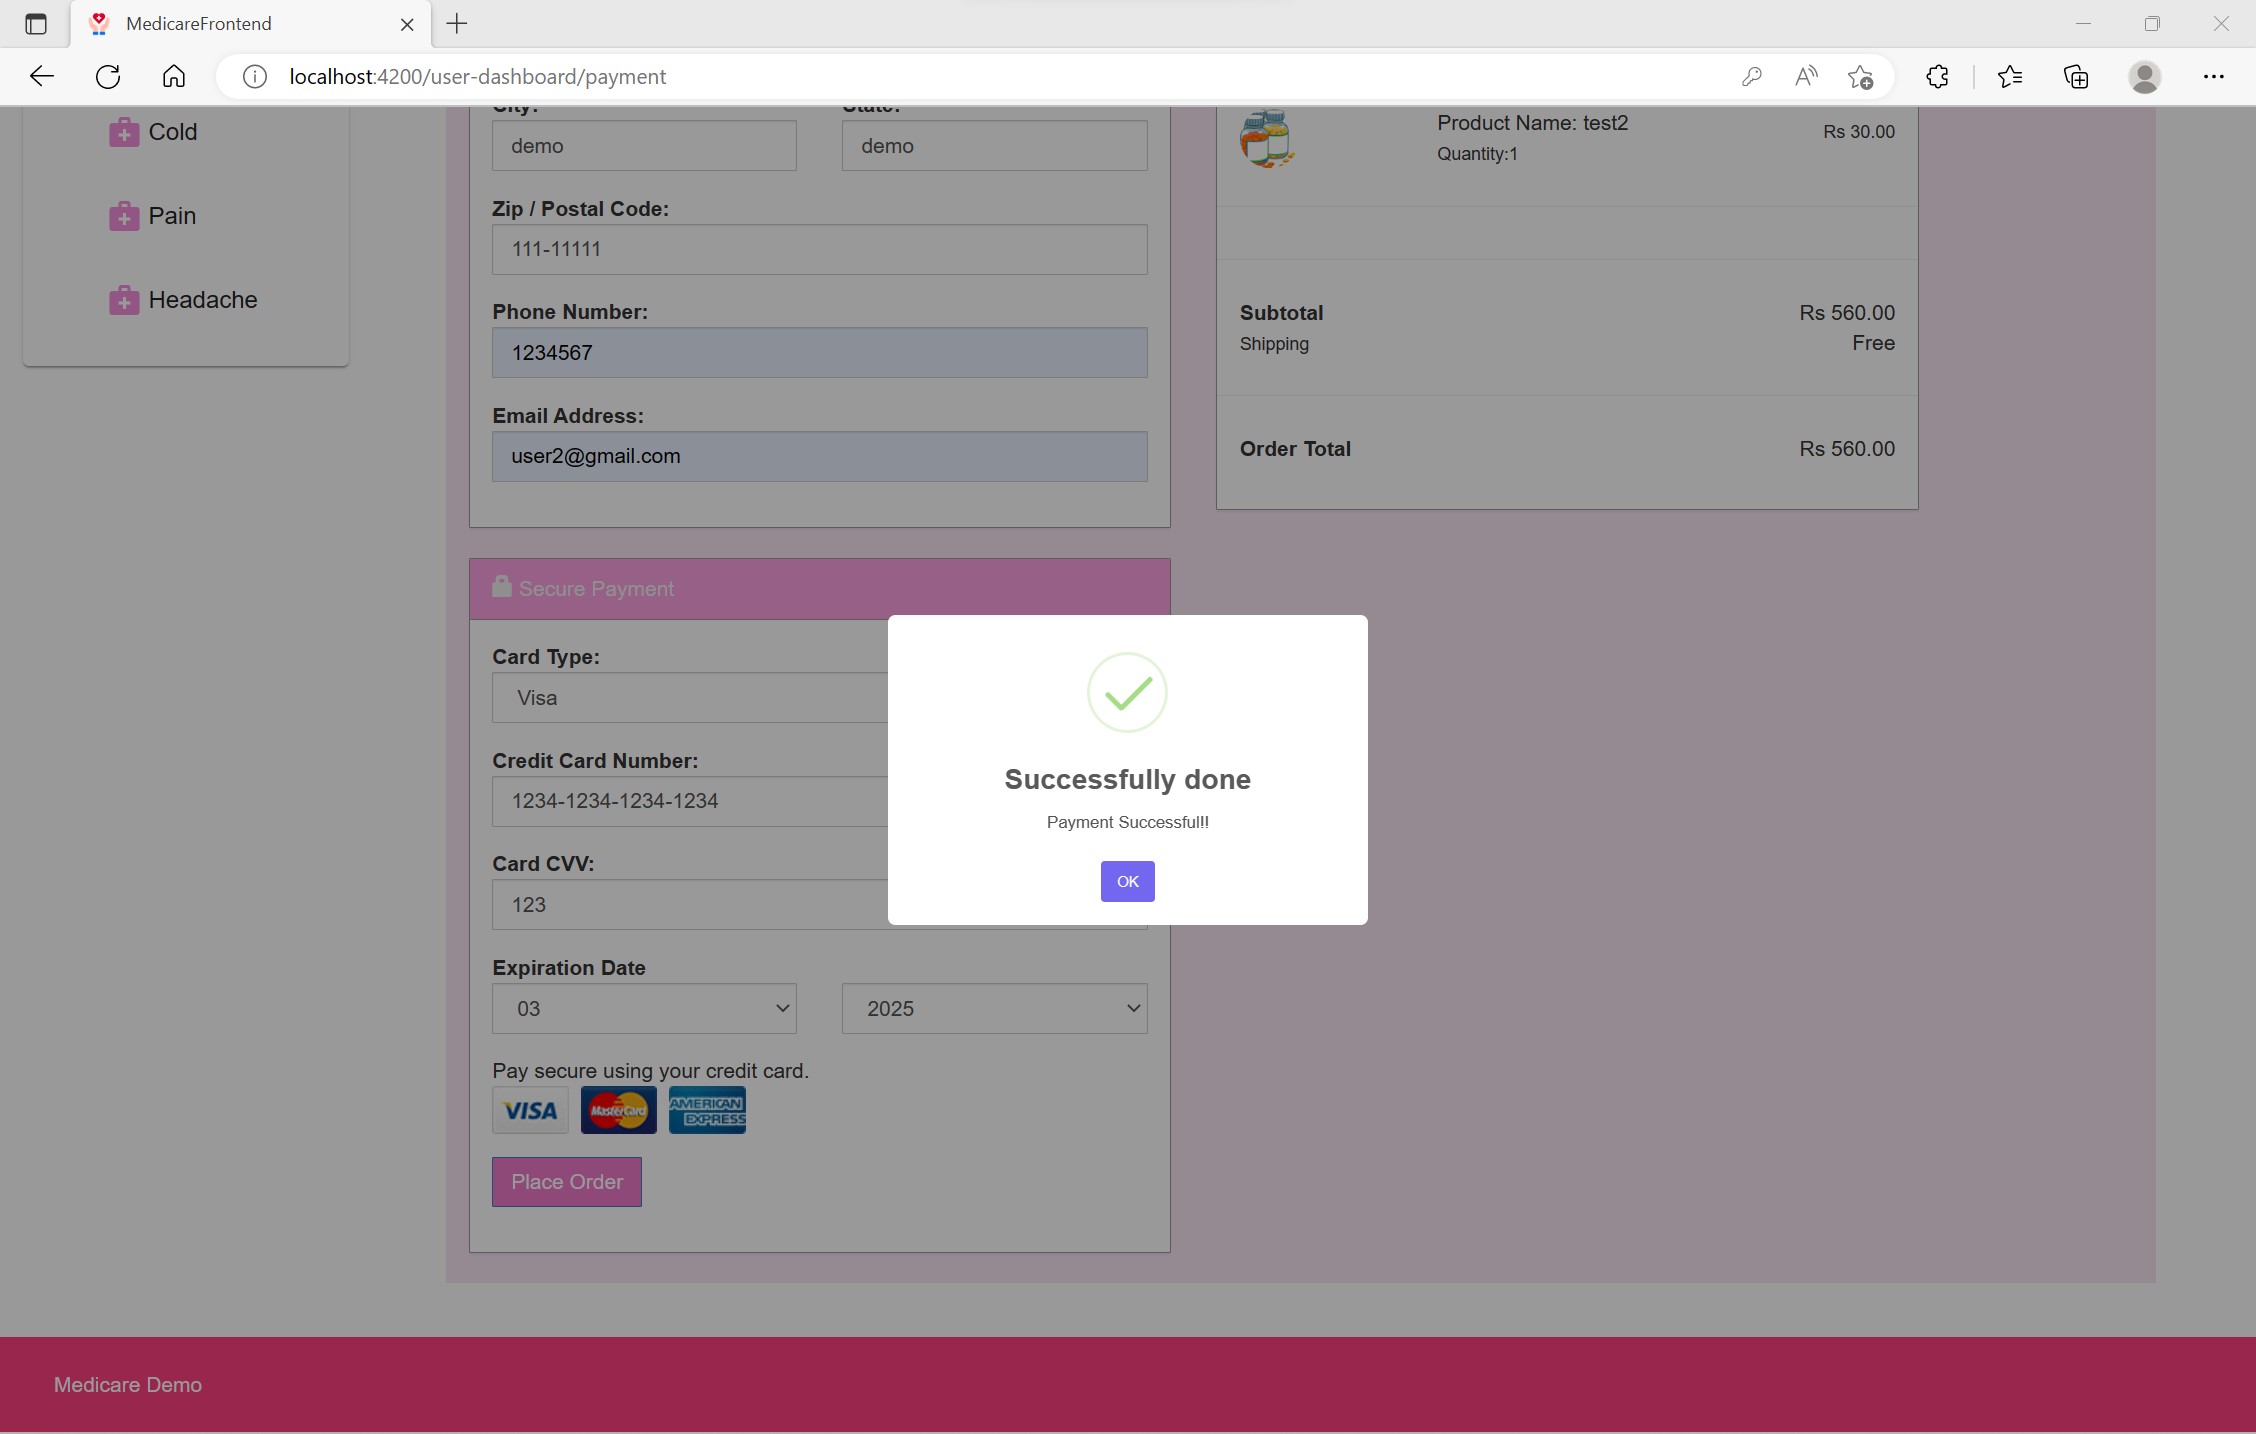 MedicareFrontend
localhost:4200/user-dashboard/payment
Cold
Pain
Headache
City:
State:
demo
demo
Zip / Postal Code:
111-11111
Phone Number:
1234567
Email Address:
user2@gmail.com
Product Name: test2
Rs 30.00
Quantity:1
Subtotal
Rs 560.00
Shipping
Free
Order Total
Rs 560.00
Secure Payment
Card Type:
Visa
Credit Card Number:
1234-1234-1234-1234
Card CVV:
123
Expiration Date
03
2025
Pay secure using your credit card.
VISA
MasterCard
AMERICAN
EXPRESS
Place Order
Successfully done
Payment Successful!!
OK
Medicare Demo